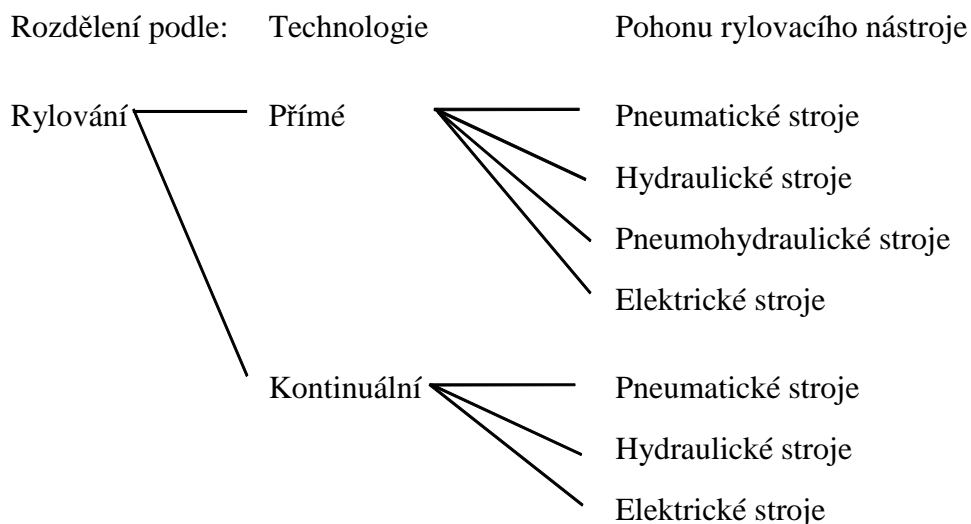 Rozdělení podle: Technologie Pohonu rylovacího nástroje
Rylování Přímé Pneumatické stroje
Hydraulické stroje
Pneumohydraulické stroje
Elektrické stroje
Kontinuální Pneumatické stroje
Hydraulické stroje
Elektrické stroje